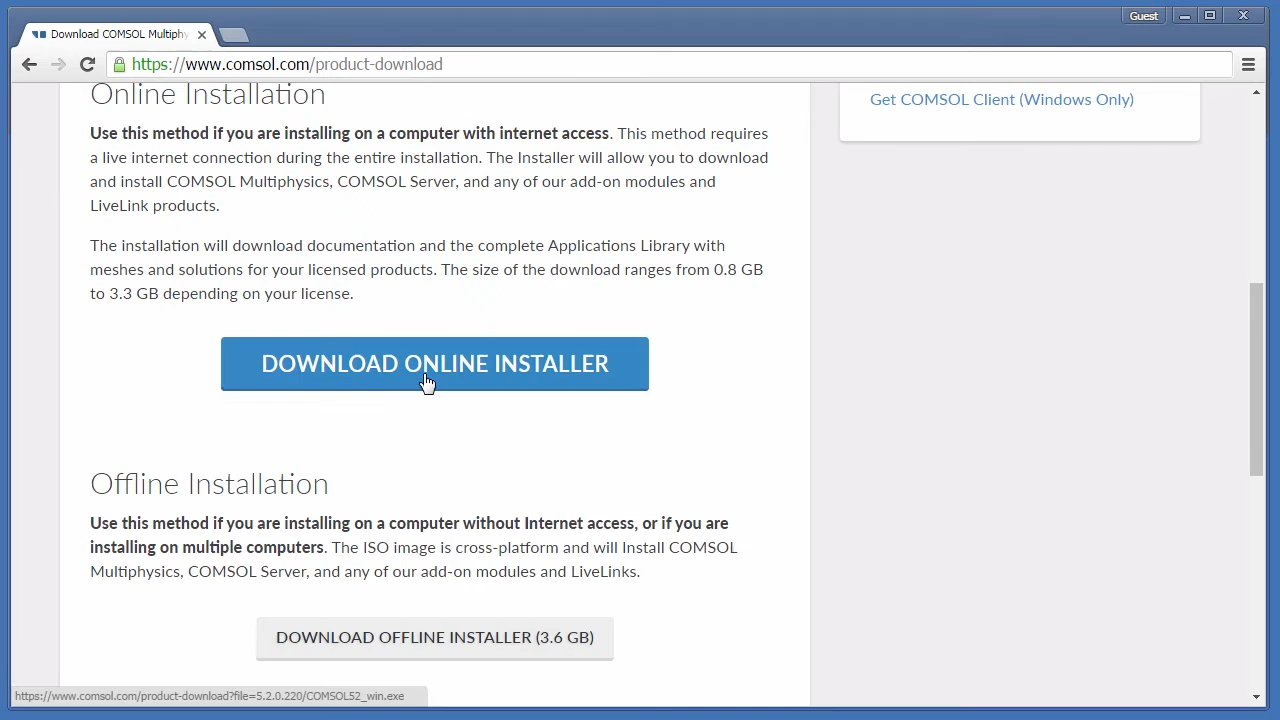 Guest
Download COMSOL Multiphy
https://www.comsol.com/product-download
Online Installation
Get COMSOL Client (Windows Only)
Use this method if you are installing on a computer with internet access. This method requires
a live internet connection during the entire installation. The Installer will allow you to download
and install COMSOL Multiphysics, COMSOL Server, and any of our add-on modules and
LiveLink products.
The installation will download documentation and the complete Applications Library with
meshes and solutions for your licensed products. The size of the download ranges from 0.8 GB
to 3.3 GB depending on your license.
DOWNLOAD ONLINE INSTALLER
Offline Installation
Use this method if you are installing on a computer without Internet access, or if you are
installing on multiple computers. The ISO image is cross-platform and will Install COMSOL
Multiphysics, COMSOL Server, and any of our add-on modules and LiveLinks.
DOWNLOAD OFFLINE INSTALLER (3.6 GB)
https://www.comsol.com/product-download?file=5.2.0.220/COMSOL52_win.exe